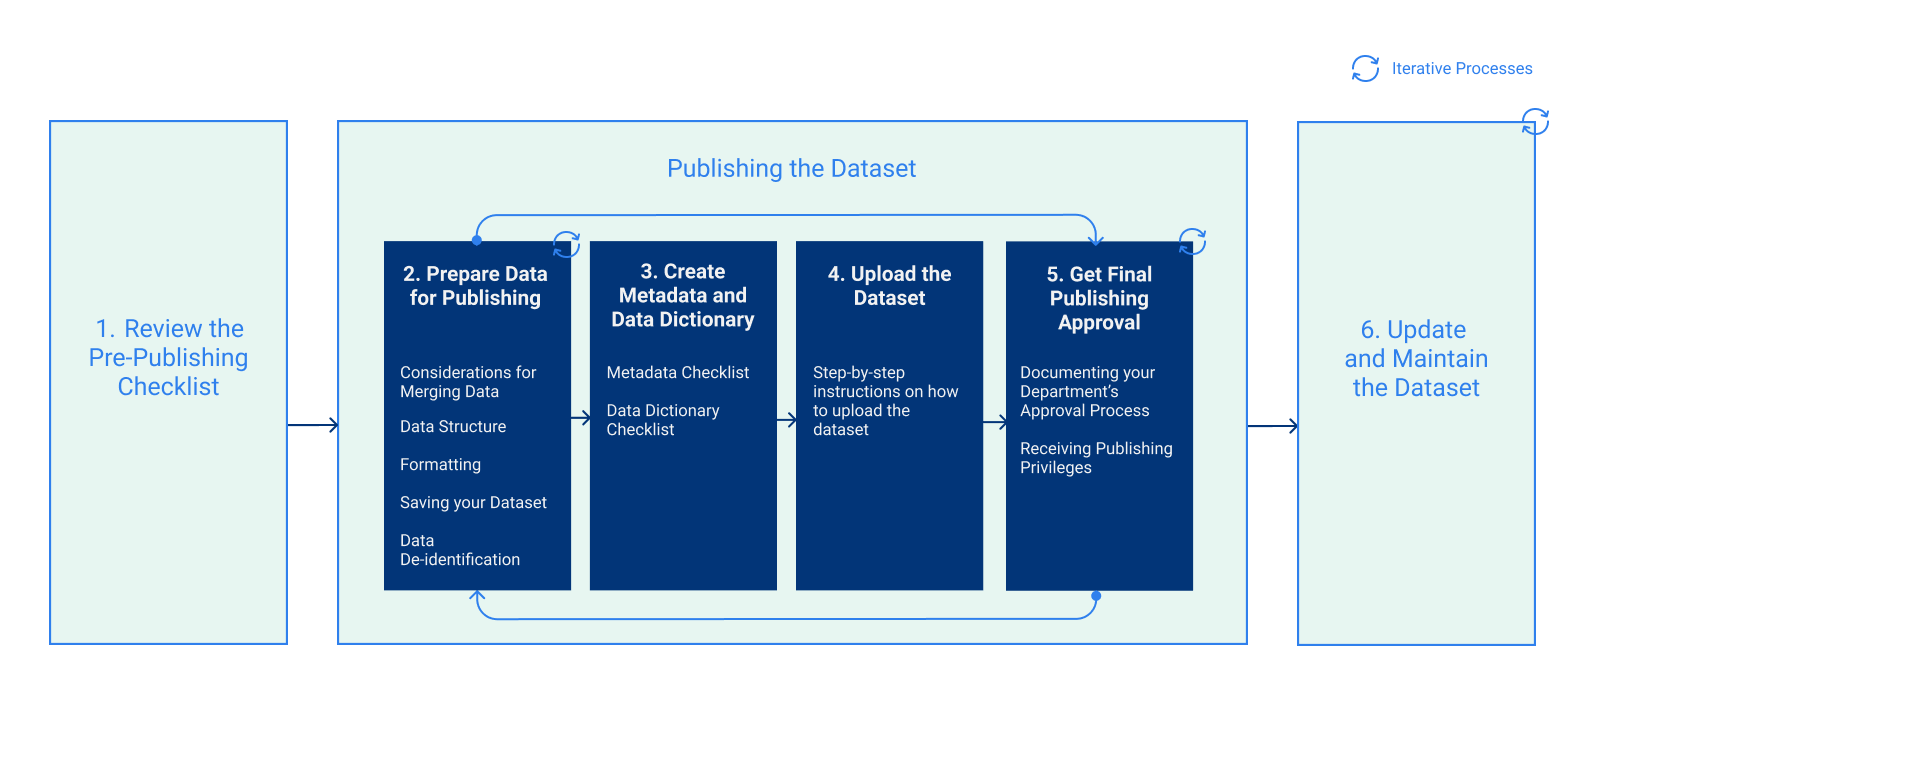 Iterative Processes
1. Review the
Pre-Publishing
Checklist
Publishing the Dataset
2. Prepare Data
for Publishing
Considerations for
Merging Data
Data Structure
Formatting
Saving your Dataset
Data
De-identification
3. Create
Metadata and
Data Dictionary
Metadata Checklist
Data Dictionary
Checklist
4. Upload the
Dataset
Step-by-step
instructions on how
to upload the
dataset
5. Get Final
Publishing
Approval
Documenting your
Department’s
Approval Process
Receiving Publishing
Privileges
6. Update
and Maintain
the Dataset